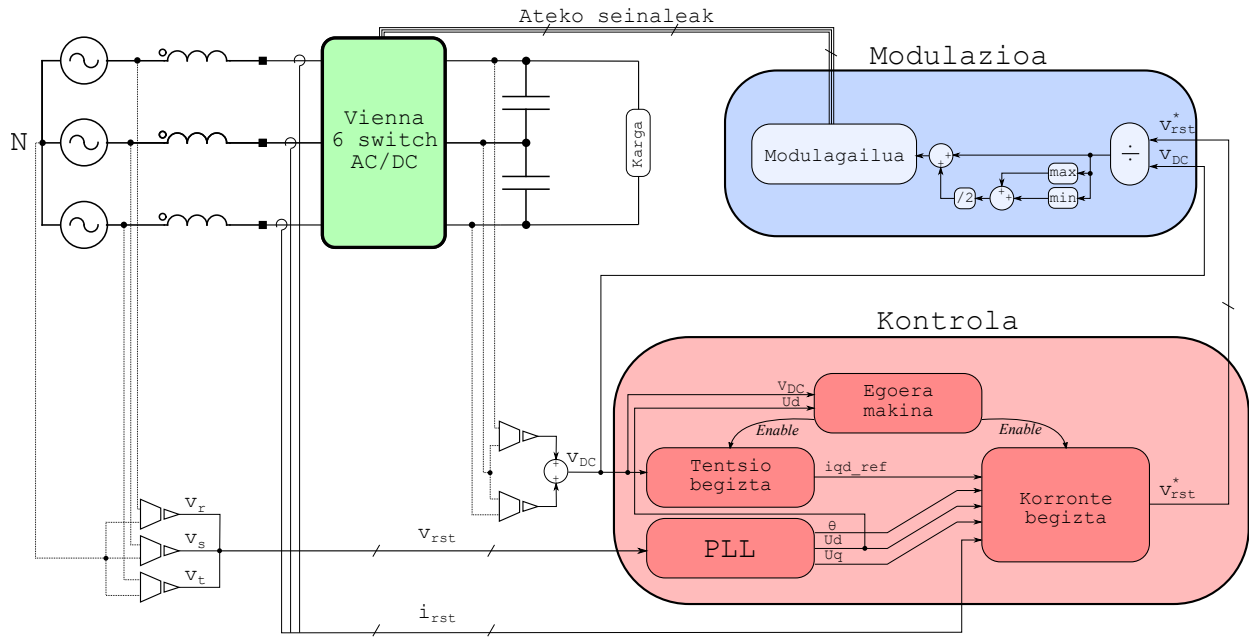 Ateko seinaleak
N
Vienna
6 switch
AC/DC
Karga
Modulazioa
Modulagailua
+
+
/2
+
+
max
min
÷
v*rst
VDC
Kontrola
VDC
Ud
Egoera
makina
Enable
Enable
+
+
VDC
Tentsio
begizta
iqd_ref
Korronte
begizta
v*rst
PLL
θ
Ud
Uq
vr
vs
vt
vrst
irst